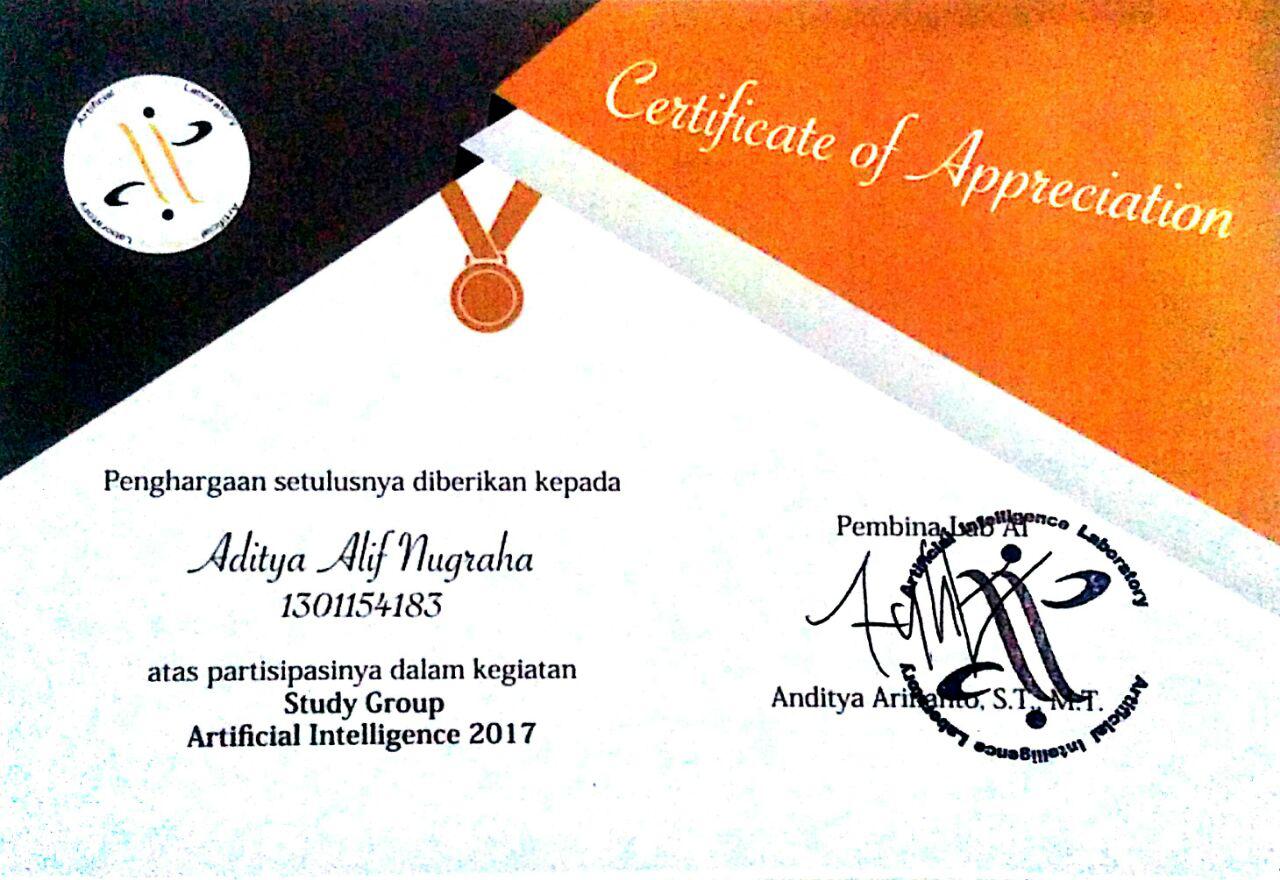 Artificial Laboratory
Artificial Laboratory
Certificate of Appreciation
Penghargaan setulusnya diberikan kepada
Aditya Alif Nugraha
1301154183
atas partisipasinya dalam kegiatan
Study Group
Artificial Intelligence 2017
Pembina Lab AI
Artificial Intelligence Laboratory
Artificial Intelligence Laboratory
Anditya Arifianto, S.T., M.T.